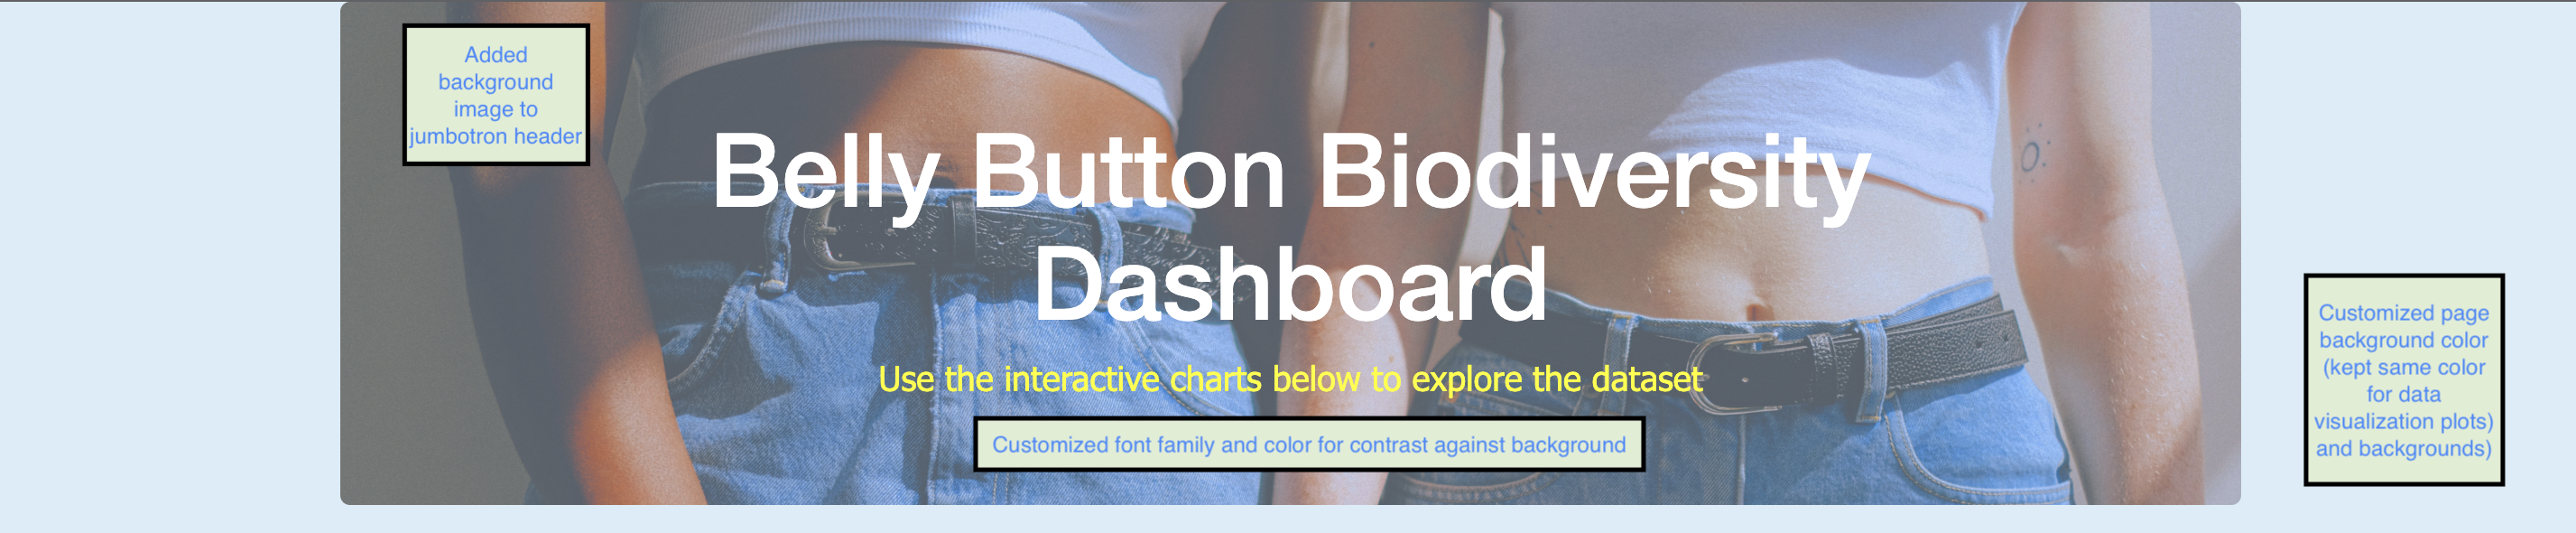 Added
background
image to
jumbotron header
Belly Button Biodiversity
Dashboard
Use the interactive charts below to explore the dataset
Customized font family and color for contrast against background
Customized page
background color
(kept same color
for data
visualization plots)
and backgrounds)